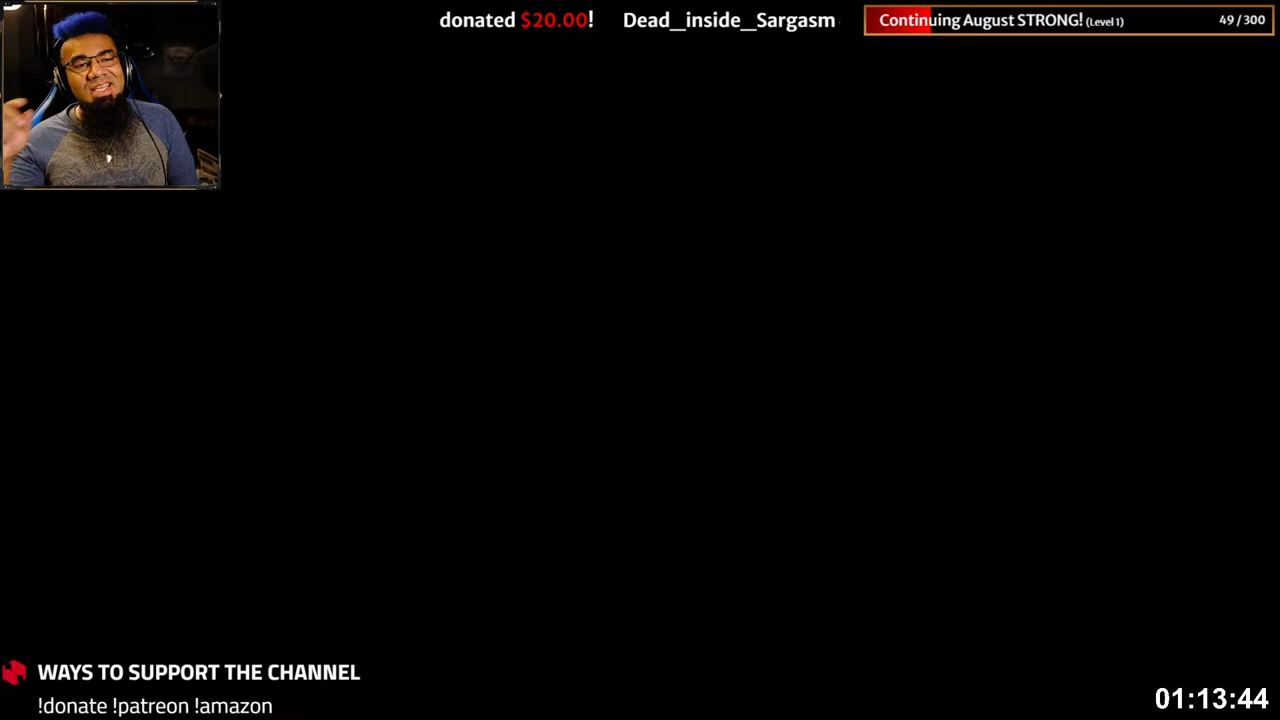 donated $20.00! Dead__inside__Sargasm
Continuing August STRONG! (Level 1) 49 / 300
WAYS TO SUPPORT THE CHANNEL
!donate !patreon !amazon
01:13:44